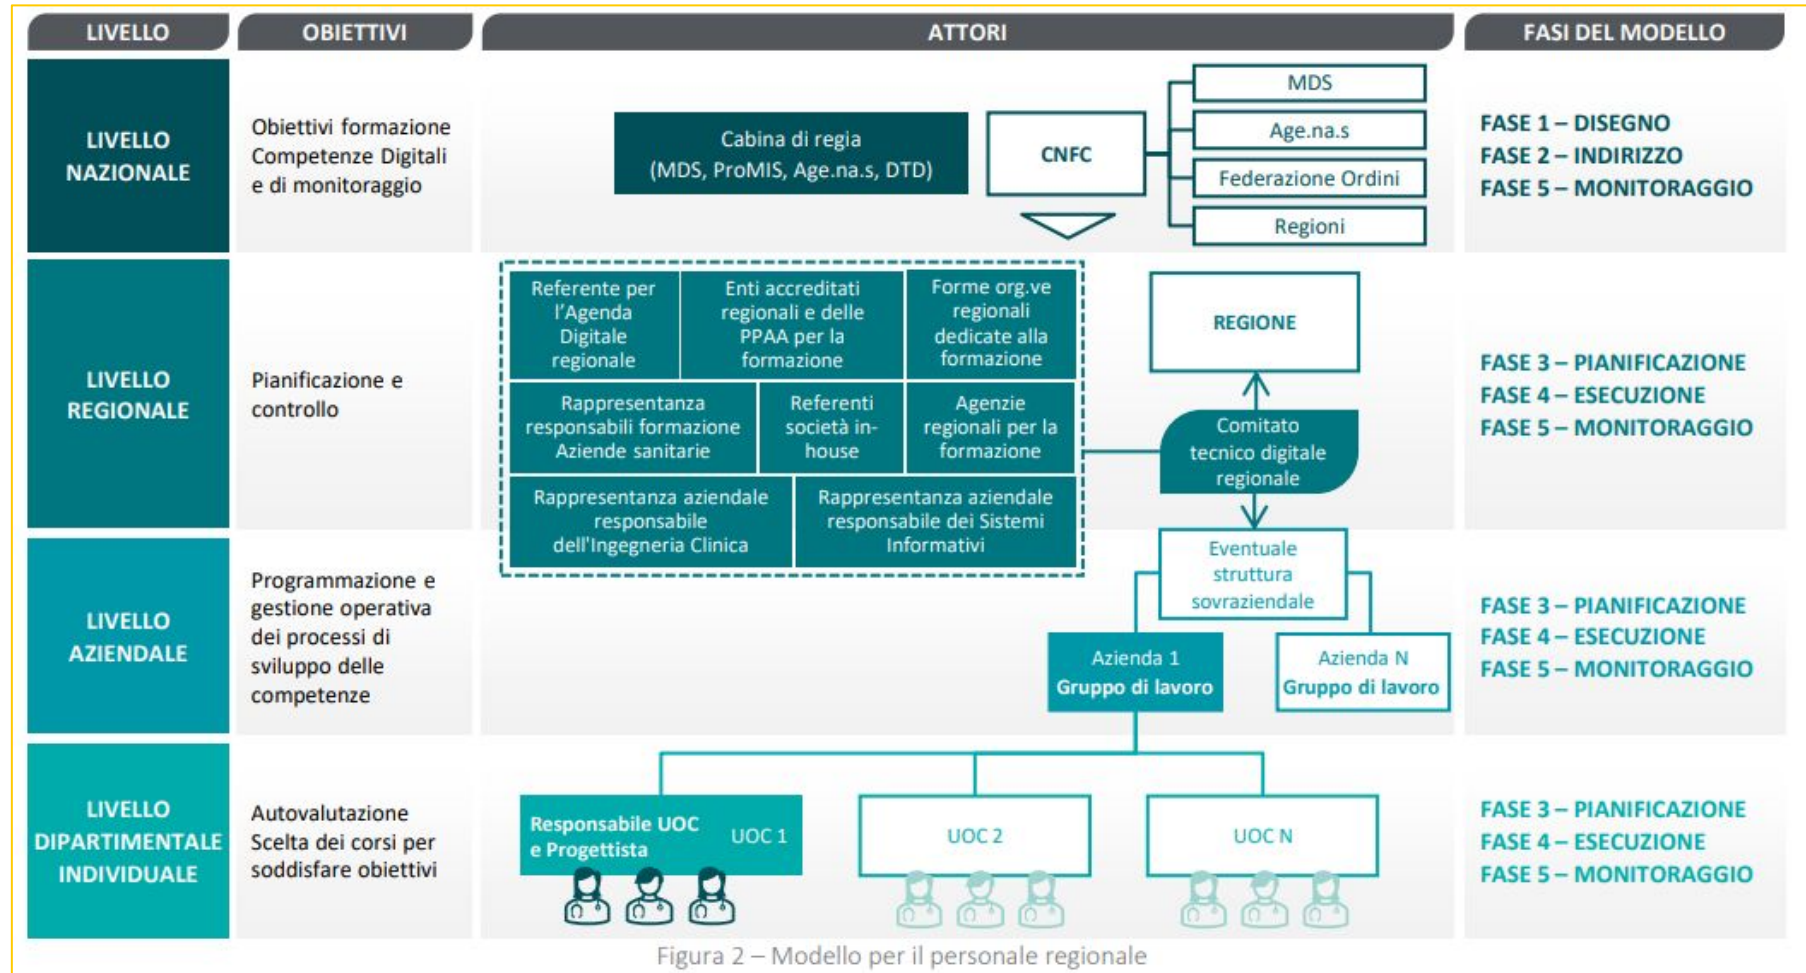 LIVELLO
OBIETTIVI
ATTORI
FASI DEL MODELLO
LIVELLO
NAZIONALE
Obiettivi formazione
Competenze Digitali
e di monitoraggio
Cabina di regia
(MDS, ProMIS, Age.na.s, DTD)
CNFC
MDS
Age.na.s
Federazione Ordini
Regioni
FASE 1 – DISEGNO
FASE 2 – INDIRIZZO
FASE 5 – MONITORAGGIO
LIVELLO
REGIONALE
Pianificazione e
controllo
Referente per
l'Agenda
Digitale
regionale
Enti accreditati
regionali e delle
PPAA per la
formazione
Forme org.ve
regionali
dedicate alla
formazione
Rappresentanza
responsabili formazione
Aziende sanitarie
Referenti
società in-
house
Agenzie
regionali per la
formazione
Rappresentanza aziendale
responsabile
dell'Ingegneria Clinica
Rappresentanza aziendale
responsabile dei Sistemi
Informativi
REGIONE
Comitato
tecnico digitale
regionale
FASE 3 – PIANIFICAZIONE
FASE 4 – ESECUZIONE
FASE 5 – MONITORAGGIO
LIVELLO
AZIENDALE
Programmazione e
gestione operativa
dei processi di
sviluppo delle
competenze
Eventuale
struttura
sovraziendale
Azienda 1
Gruppo di lavoro
Azienda N
Gruppo di lavoro
FASE 3 – PIANIFICAZIONE
FASE 4 – ESECUZIONE
FASE 5 – MONITORAGGIO
LIVELLO
DIPARTIMENTALE
INDIVIDUALE
Autovalutazione
Scelta dei corsi per
soddisfare obiettivi
Responsabile UOC
e Progettista
UOC 1
UOC 2
UOC N
FASE 3 – PIANIFICAZIONE
FASE 4 – ESECUZIONE
FASE 5 – MONITORAGGIO
Figura 2 – Modello per il personale regionale